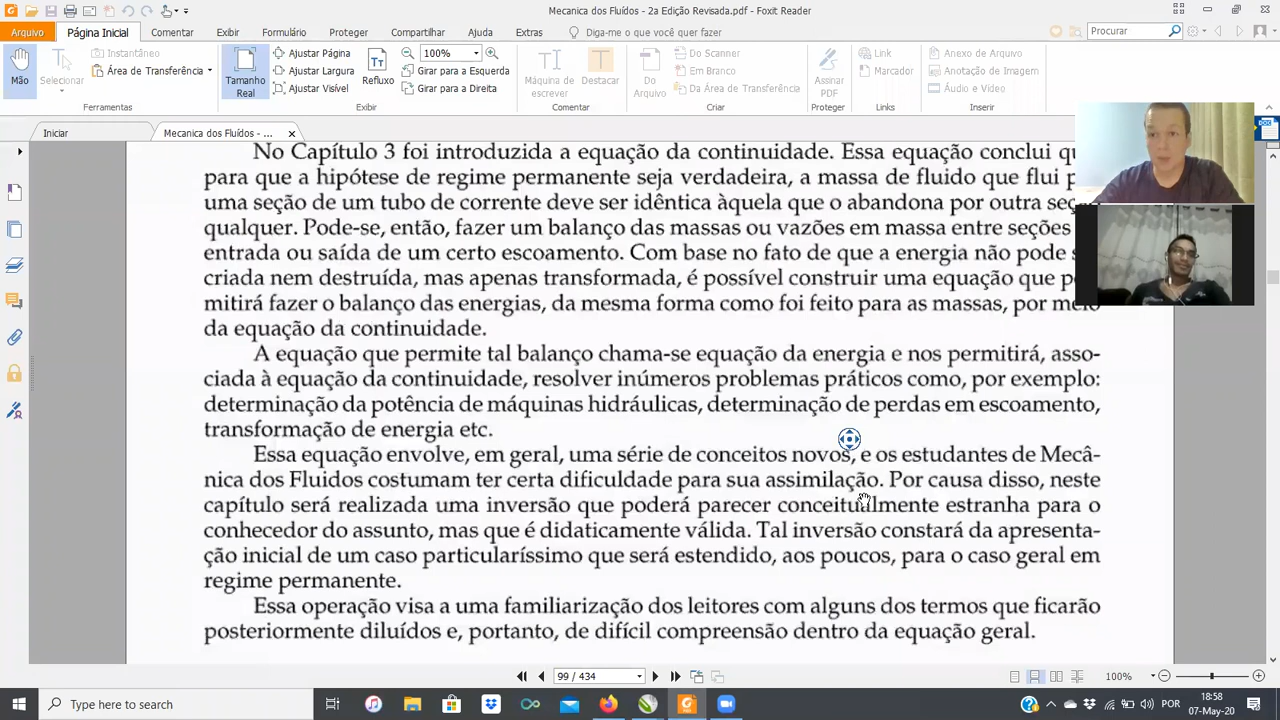 Mecanica dos Fluídos - 2a Edição Revisada.pdf - Foxit Reader
Arquivo Página Inicial Comentar Exibir Formulário Proteger Compartilhar Ajuda Extras Diga-me o que você quer fazer Procurar
Mão
Selecionar
Instantâneo
Área de Transferência
Ferramentas
Tamanho Real
Ajustar Página
Ajustar Largura
Ajustar Visível
Refluxo
100%
Girar para a Esquerda
Girar para a Direita
Exibir
Máquina de escrever
Destacar
Comentar
Do Arquivo
Do Scanner
Em Branco
Da Área de Transferência
Criar
Assinar PDF
Proteger
Link
Marcador
Links
Anexo de Arquivo
Anotação de Imagem
Áudio e Vídeo
Inserir
Iniciar Mecanica dos Fluídos - ...
No Capítulo 3 foi introduzida a equação da continuidade. Essa equação conclui
para que a hipótese de regime permanente seja verdadeira, a massa de fluido que flui
uma seção de um tubo de corrente deve ser idêntica àquela que o abandona por outra
qualquer. Pode-se, então, fazer um balanço das massas ou vazões em massa entre seções
entrada ou saída de um certo escoamento. Com base no fato de que a energia não pode
criada nem destruída, mas apenas transformada, é possível construir uma equação que
mitirá fazer o balanço das energias, da mesma forma como foi feito para as massas, por meio
da equação da continuidade.
A equação que permite tal balanço chama-se equação da energia e nos permitirá, asso-
ciada à equação da continuidade, resolver inúmeros problemas práticos como, por exemplo:
determinação da potência de máquinas hidráulicas, determinação de perdas em escoamento,
transformação de energia etc.
Essa equação envolve, em geral, uma série de conceitos novos, e os estudantes de Mecâ-
nica dos Fluidos costumam ter certa dificuldade para sua assimilação. Por causa disso, neste
capítulo será realizada uma inversão que poderá parecer conceitualmente estranha para o
conhecedor do assunto, mas que é didaticamente válida. Tal inversão constará da apresenta-
ção inicial de um caso particularíssimo que será estendido, aos poucos, para o caso geral em
regime permanente.
Essa operação visa a uma familiarização dos leitores com alguns dos termos que ficarão
posteriormente diluídos e, portanto, de difícil compreensão dentro da equação geral.
99 / 434 100%
Type here to search POR 18:58
07-May-20